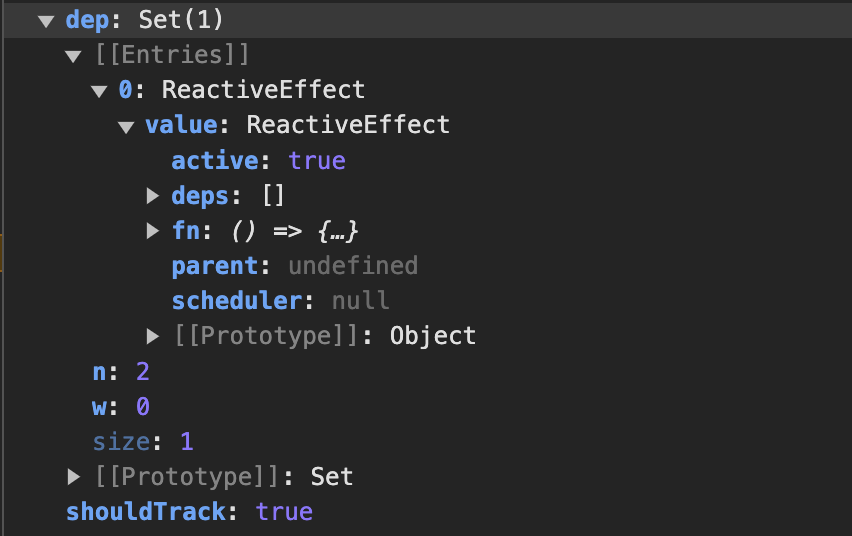 dep: Set(1)
[[Entries]]
0: ReactiveEffect
value: ReactiveEffect
active: true
deps: []
fn: () => {…}
parent: undefined
scheduler: null
[[Prototype]]: Object
n: 2
w: 0
size: 1
[[Prototype]]: Set
shouldTrack: true